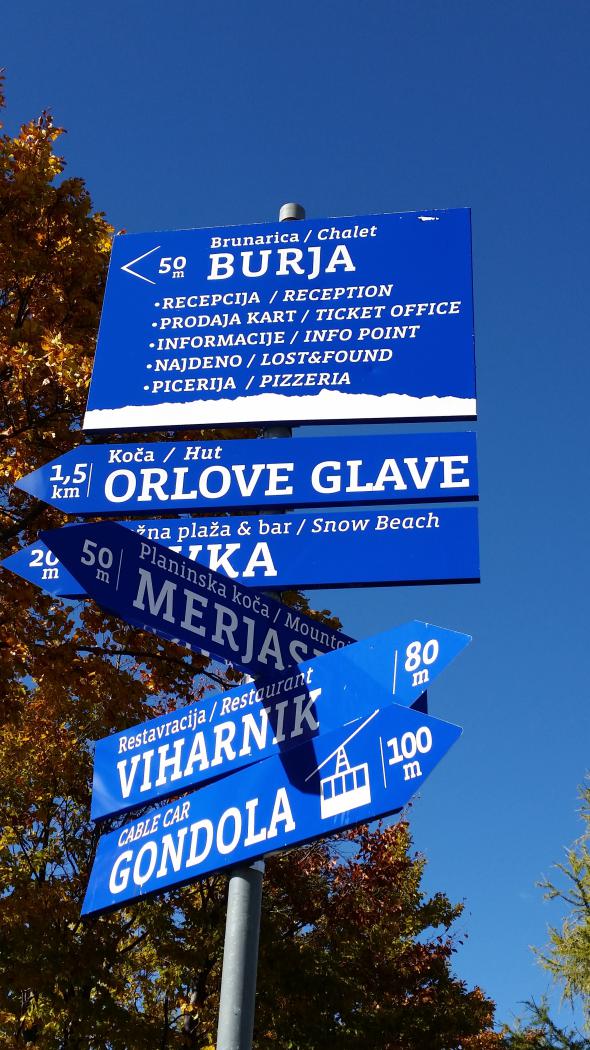 Brunarica / Chalet
50 m BURJA
•RECEPCIJA / RECEPTION
•PRODAJA KART / TICKET OFFICE
•INFORMACIJE / INFO POINT
•NAJDENO / LOST&FOUND
•PICERIJA / PIZZERIA
Koča / Hut
1,5 km ORLOVE GLAVE
plaža & bar / Snow Beach
50 m
Planinska koča /
Restavracija / Restaurant
VIHARNIK 80 m
CABLE CAR
GONDOLA 100 m